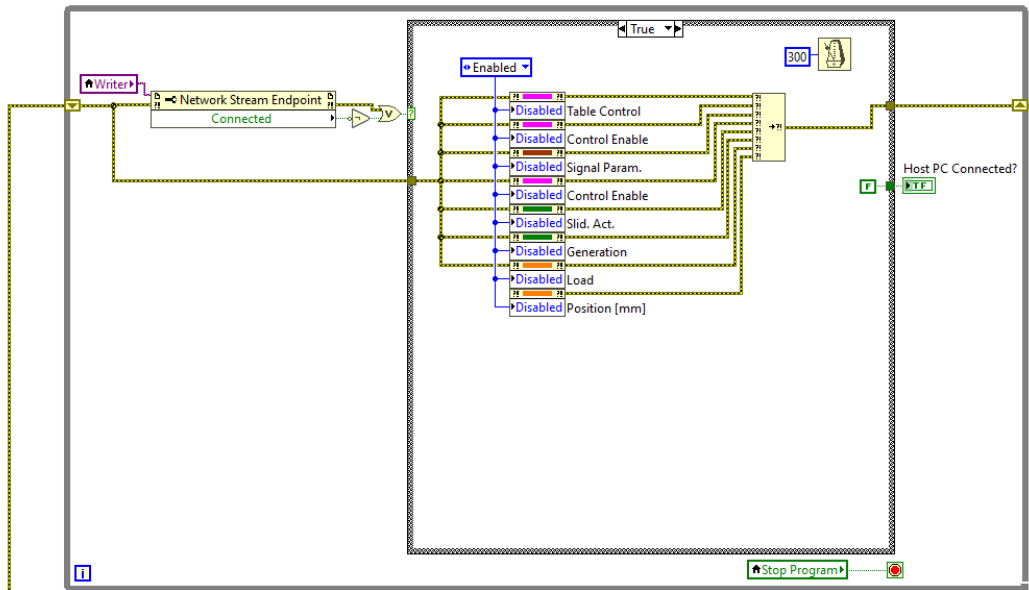 True
300
Enabled
Writer
Network Stream Endpoint
Connected
Disabled Table Control
Disabled Control Enable
Disabled Signal Param.
Disabled Control Enable
Disabled Slid. Act.
Disabled Generation
Disabled Load
Disabled Position [mm]
Host PC Connected?
F
TF
i
Stop Program